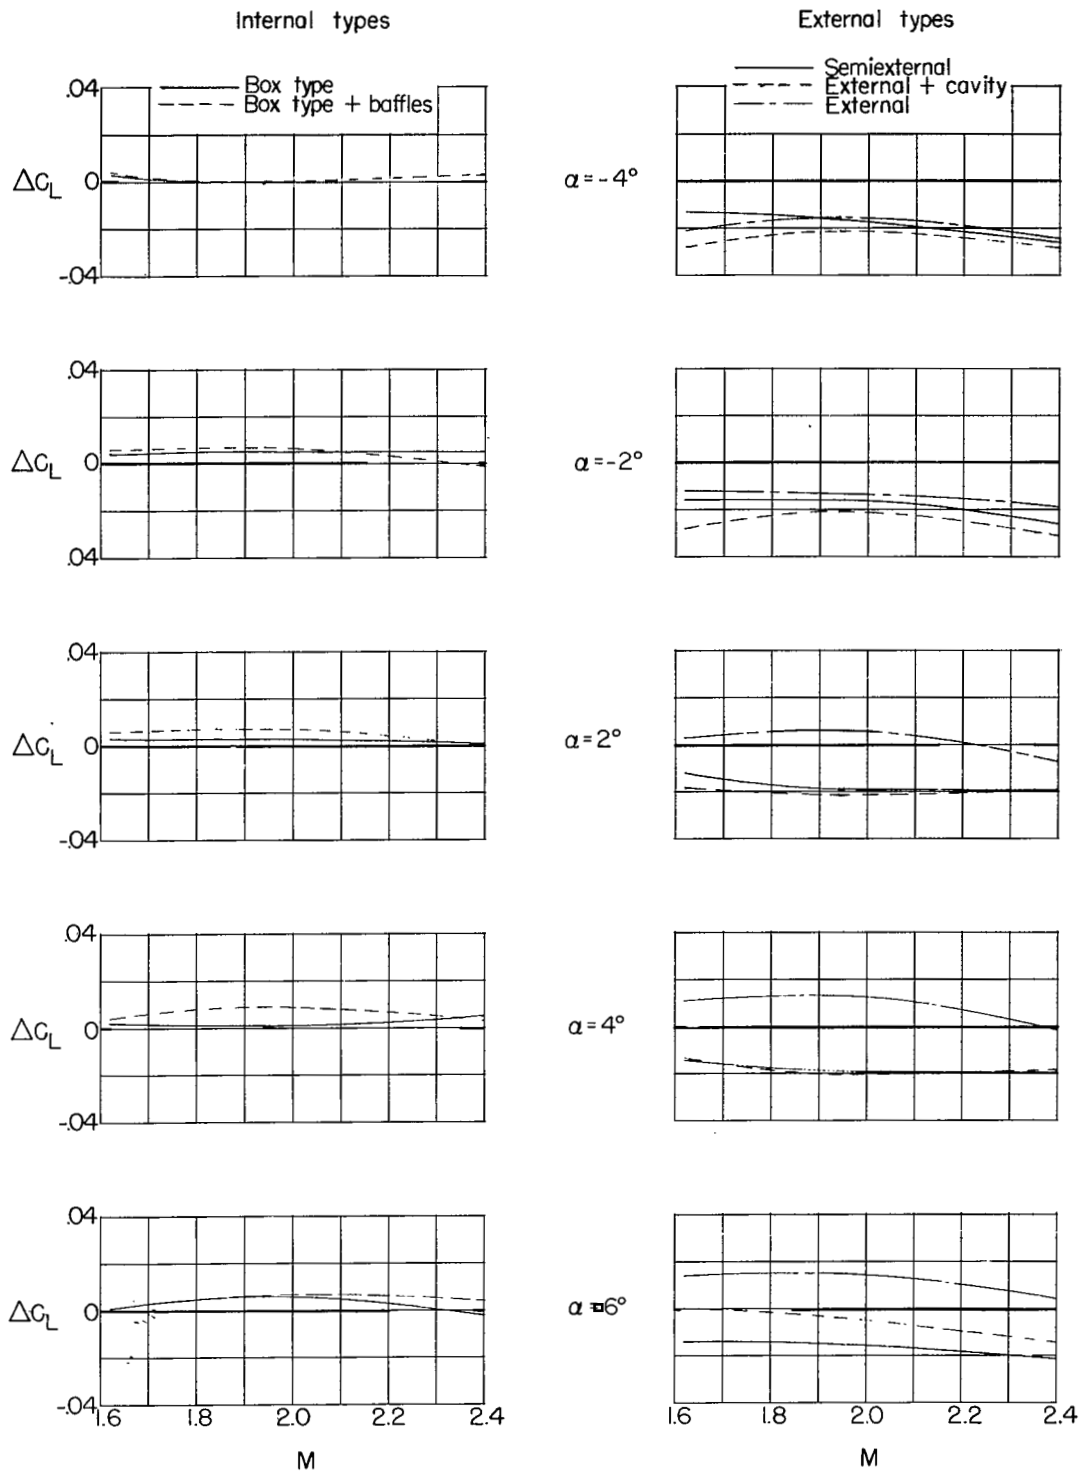 Internal types
External types
Box type
Box type + baffles
Semiexternal
External + cavity
External
.04
ΔC_L 0
-.04
α=-4°
.04
ΔC_L 0
.04
α=-2°
.04
ΔC_L 0
-.04
α=2°
.04
ΔC_L 0
-.04
α=4°
.04
ΔC_L 0
-.04
α=6°
1.6 1.8 2.0 2.2 2.4
M
1.6 1.8 2.0 2.2 2.4
M